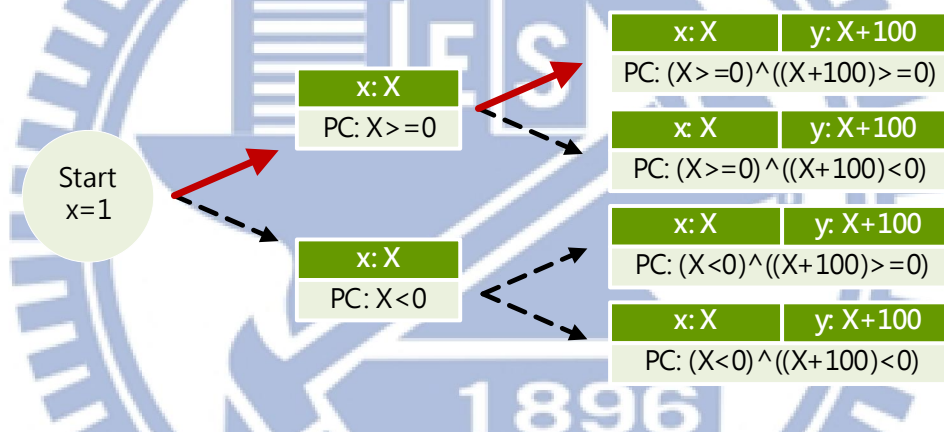 Start
x=1
x: X
PC: X>=0
x: X
PC: X<0
x: X y: X+100
PC: (X>=0)^((X+100)>=0)
x: X y: X+100
PC: (X>=0)^((X+100)<0)
x: X y: X+100
PC: (X<0)^((X+100)>=0)
x: X y: X+100
PC: (X<0)^((X+100)<0)
ES
1896